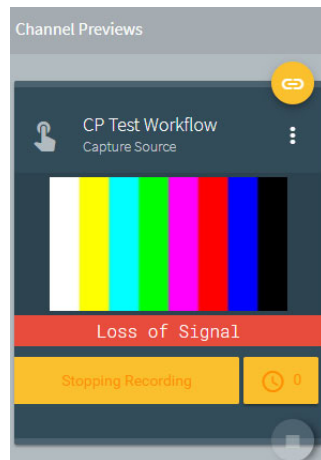 Channel Previews
CP Test Workflow
Capture Source
Loss of Signal
Stopping Recording
0